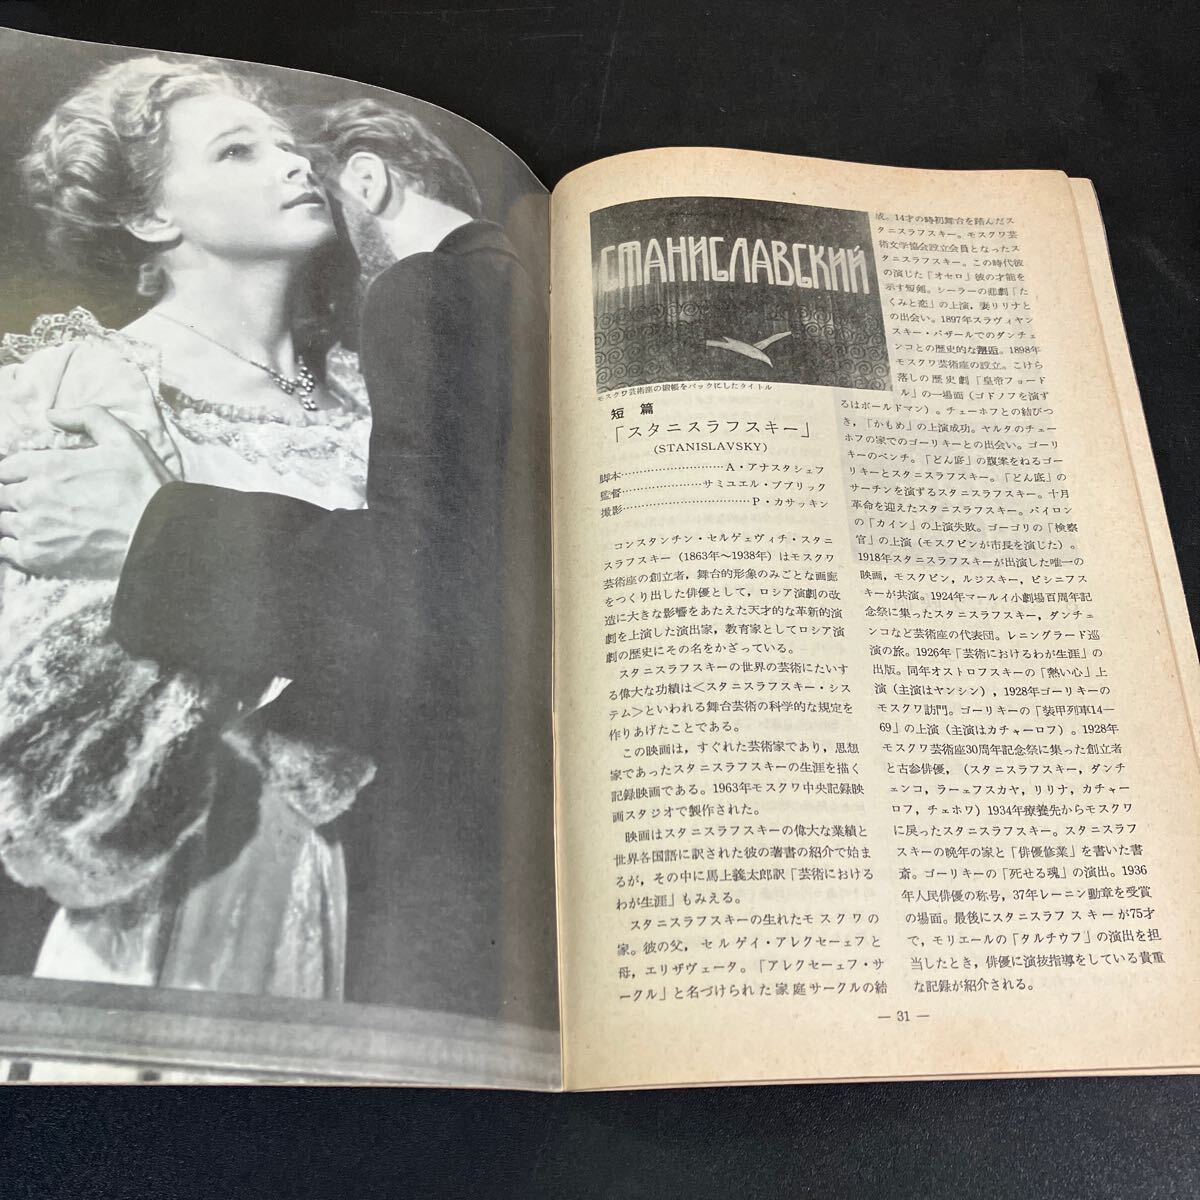 СТАНИСЛАВСКИЙ
モスクワ芸術座の緞帳をバックにしたタイトル
短篇
「スタニスラフスキー」
(STANISLAVSKY)
脚本…………………………A・アナスタシェフ
監督…………………サミュエル・ブブリック
撮影……………………………P・カサッキン
コンスタンチン・セルゲェヴィチ・スタニ
スラフスキー(1863年〜1938年)はモスクワ
芸術座の創立者，舞台的形象のみごとな画廊
をつくり出した俳優として，ロシア演劇の改
造に大きな影響をあたえた天才的な革新的演
劇を上演した演出家，教育家としてロシア演
劇の歴史にその名をかざっている。
スタニスラフスキーの世界の芸術にたいす
る偉大な功績は＜スタニスラフスキー・シス
テム＞といわれる舞台芸術の科学的な規定を
作りあげたことである。
この映画は，すぐれた芸術家であり，思想
家であったスタニスラフスキーの生涯を描く
記録映画である。1963年モスクワ中央記録映
画スタジオで製作された。
映画はスタニスラフスキーの偉大な業績と
世界各国語に訳された彼の著書の紹介で始ま
るが，その中に馬上義太郎訳「芸術における
わが生涯」もみえる。
スタニスラフスキーの生れたモスクワの
家。彼の父，セルゲイ・アレクセーェフと
母，エリザヴェータ。「アレクセーェフ・サ
ークル」と名づけられた家庭サークルの結
成。14才の時初舞台を踏んだス
タニスラフスキー。モスクワ芸
術文学協会設立会員となったス
タニスラフスキー。この時代彼
の演じた「オセロ」彼の才能を
示す短剣。シーラーの悲劇「た
くみと恋」の上演，妻リリナと
の出会い。1897年スラヴィヤン
スキー・バザールでのダンチェ
ンコとの歴史的な邂逅。1898年
モスクワ芸術座の設立。こけら
落しの歴史劇「皇帝フョード
ル」の一場面(ゴドノフを演ず
るはボールドマン)。チェーホフとの結びつ
き，「かもめ」の上演成功。ヤルタのチェー
ホフの家でのゴーリキーとの出会い。ゴーリ
キーのベンチ。「どん底」の腹案をねるゴー
リキーとスタニスラフスキー。「どん底」の
サーチンを演ずるスタニスラフスキー。十月
革命を迎えたスタニスラフスキー。バイロン
の「カイン」の上演失敗。ゴーゴリの「検察
官」の上演(モスクビンが市長を演じた)。
1918年スタニスラフスキーが出演した唯一の
映画，モスクビン，ルジスキー，ビシニフス
キーが共演。1924年マールイ小劇場百周年記
念祭に集ったスタニスラフスキー，ダンチェ
ンコなど芸術座の代表団。レニングラード巡
演の旅。1926年「芸術におけるわが生涯」の
出版。同年オストロフスキーの「熱い心」上
演(主演はヤンシン)，1928年ゴーリキーの
モスクワ訪問。ゴーリキーの「装甲列車14—
69」の上演(主演はカチャーロフ)。1928年
モスクワ芸術座30周年記念祭に集った創立者
と古参俳優，(スタニスラフスキー，ダンチ
ェンコ，ラーェフスカヤ，リリナ，カチャー
ロフ，チェホワ)1934年療養先からモスクワ
に戻ったスタニスラフスキー。スタニスラフ
スキーの晩年の家と「俳優修業」を書いた書
斎。ゴーリキーの「死せる魂」の演出。1936
年人民俳優の称号，37年レーニン勲章を受賞
の場面。最後にスタニスラフスキーが75才
で，モリエールの「タルチウフ」の演出を担
当したとき，俳優に演技指導をしている貴重
な記録が紹介される。
— 31 —